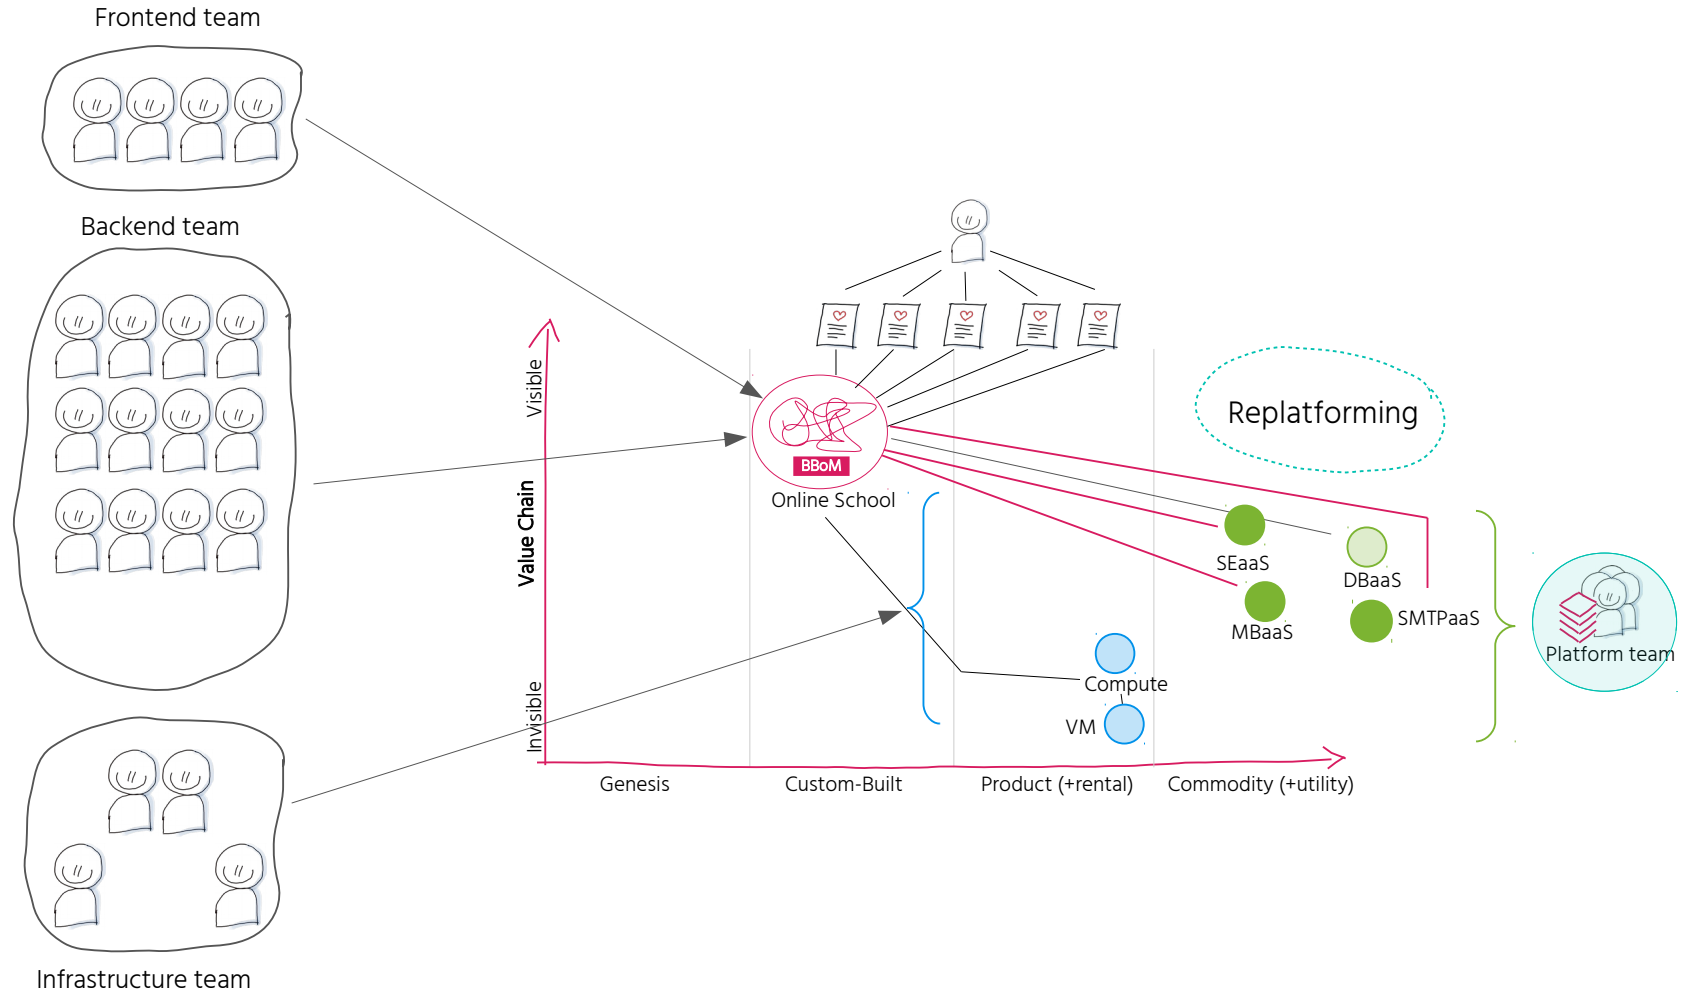 Frontend team
Backend team
Infrastructure team
Value Chain
Visible
Invisible
BBoM
Online School
Replatforming
SEaaS
DBaaS
MBaaS
SMTPaaS
Compute
VM
Platform team
Genesis
Custom-Built
Product (+rental)
Commodity (+utility)